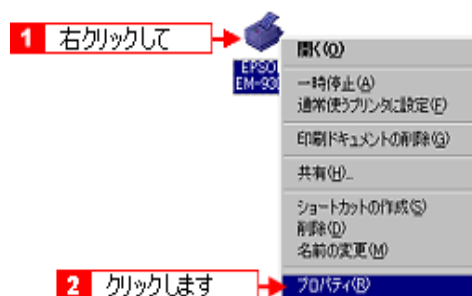 1 右クリックして
EPSO
EM-930
開く(O)
一時停止(A)
通常使うプリンタに設定(F)
印刷ドキュメントの削除(G)
共有(H)...
ショートカットの作成(S)
削除(D)
名前の変更(M)
2 クリックします
プロパティ(R)